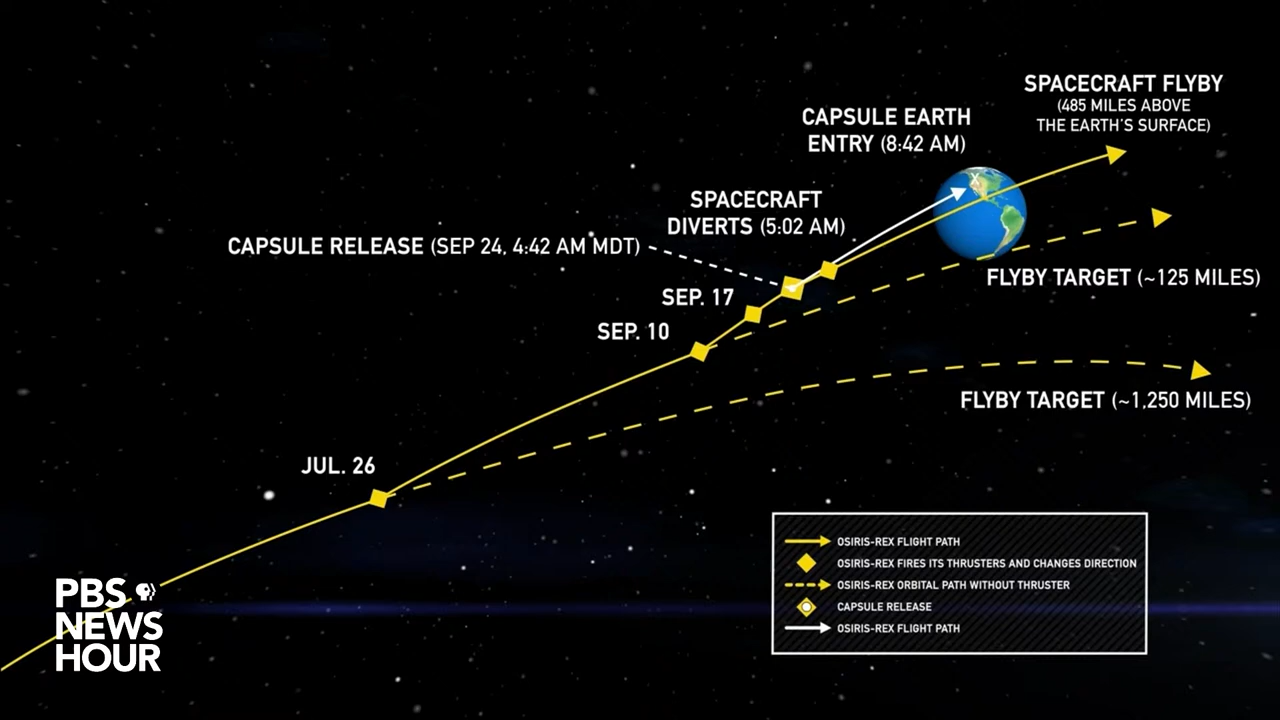 SPACECRAFT FLYBY
(485 MILES ABOVE
THE EARTH'S SURFACE)
CAPSULE EARTH
ENTRY (8:42 AM)
SPACECRAFT
DIVERTS (5:02 AM)
CAPSULE RELEASE (SEP 24, 4:42 AM MDT)
FLYBY TARGET (~125 MILES)
SEP. 17
SEP. 10
FLYBY TARGET (~1,250 MILES)
JUL. 26
OSIRIS-REX FLIGHT PATH
OSIRIS-REX FIRES ITS THRUSTERS AND CHANGES DIRECTION
OSIRIS-REX ORBITAL PATH WITHOUT THRUSTER
CAPSULE RELEASE
OSIRIS-REX FLIGHT PATH
PBS
NEWS
HOUR